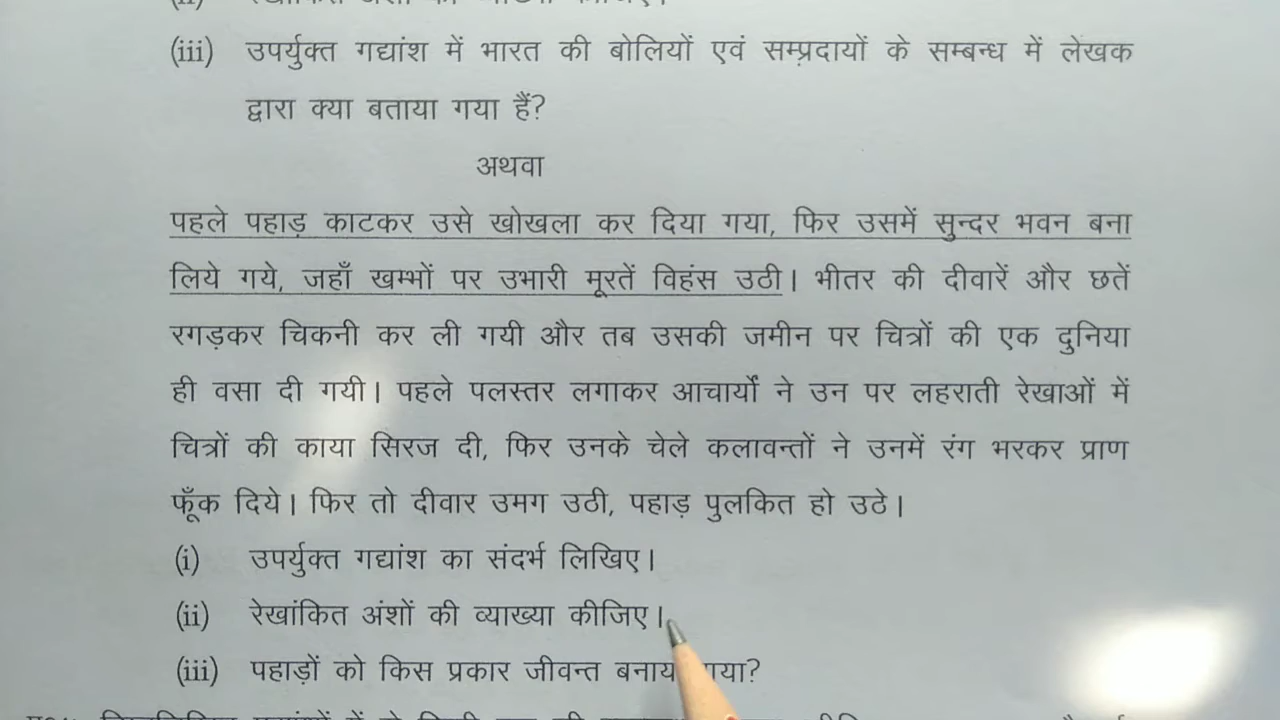 (ii) रेखांकित अंशों की व्याख्या कीजिए।
(iii) उपर्युक्त गद्यांश में भारत की बोलियों एवं सम्प्रदायों के सम्बन्ध में लेखक
द्वारा क्या बताया गया हैं?
अथवा
पहले पहाड़ काटकर उसे खोखला कर दिया गया, फिर उसमें सुन्दर भवन बना
लिये गये, जहाँ खम्भों पर उभारी मूरतें विहंस उठी। भीतर की दीवारें और छतें
रगड़कर चिकनी कर ली गयी और तब उसकी जमीन पर चित्रों की एक दुनिया
ही वसा दी गयी। पहले पलस्तर लगाकर आचार्यों ने उन पर लहराती रेखाओं में
चित्रों की काया सिरज दी, फिर उनके चेले कलावन्तों ने उनमें रंग भरकर प्राण
फूँक दिये। फिर तो दीवार उमग उठी, पहाड़ पुलकित हो उठे।
(i) उपर्युक्त गद्यांश का संदर्भ लिखिए।
(ii) रेखांकित अंशों की व्याख्या कीजिए।
(iii) पहाड़ों को किस प्रकार जीवन्त बनाया गया?